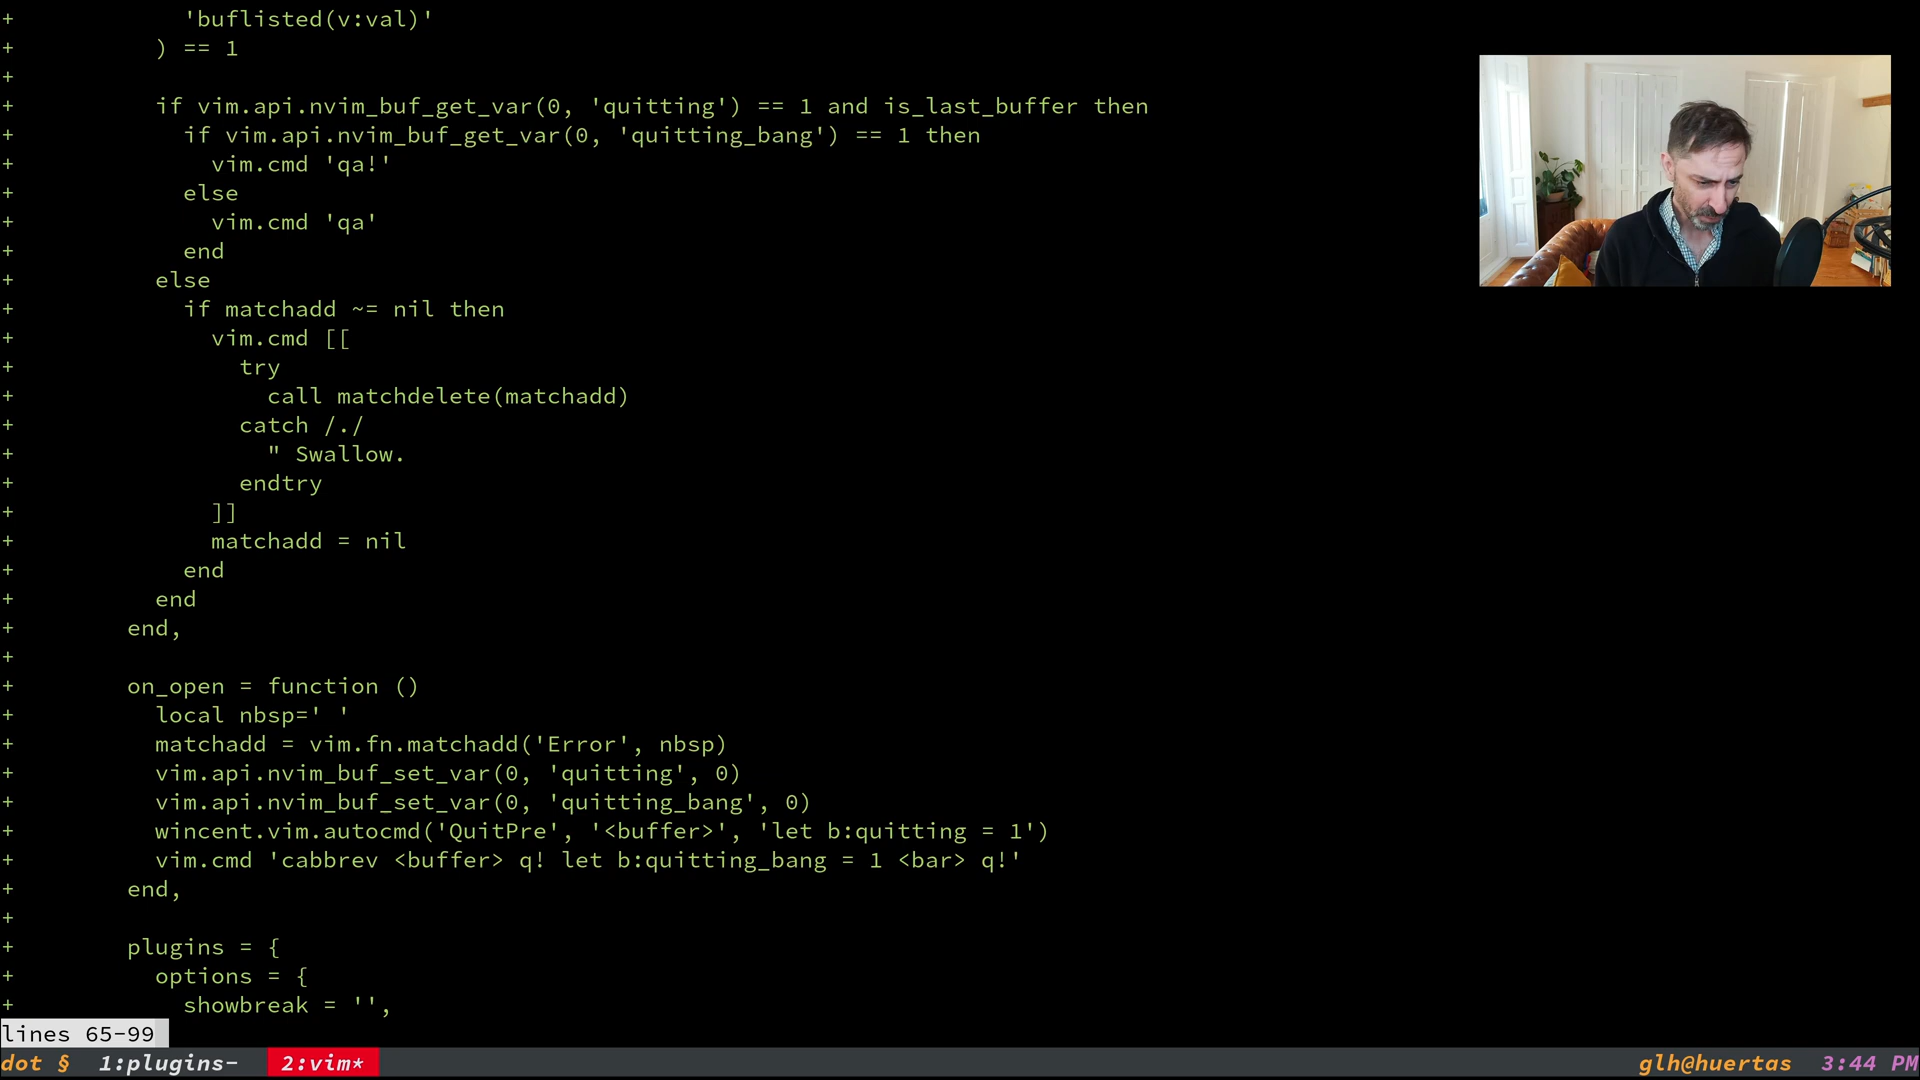 + 'buflisted(v:val)'
+ ) == 1
+
+ if vim.api.nvim_buf_get_var(0, 'quitting') == 1 and is_last_buffer then
+ if vim.api.nvim_buf_get_var(0, 'quitting_bang') == 1 then
+ vim.cmd 'qa!'
+ else
+ vim.cmd 'qa'
+ end
+ else
+ if matchadd ~= nil then
+ vim.cmd [[
+ try
+ call matchdelete(matchadd)
+ catch /./
+ " Swallow.
+ endtry
+ ]]
+ matchadd = nil
+ end
+ end
+ end,
+
+ on_open = function ()
+ local nbsp=' '
+ matchadd = vim.fn.matchadd('Error', nbsp)
+ vim.api.nvim_buf_set_var(0, 'quitting', 0)
+ vim.api.nvim_buf_set_var(0, 'quitting_bang', 0)
+ wincent.vim.autocmd('QuitPre', '<buffer>', 'let b:quitting = 1')
+ vim.cmd 'cabbrev <buffer> q! let b:quitting_bang = 1 <bar> q!'
+ end,
+
+ plugins = {
+ options = {
+ showbreak = '',
lines 65-99
dot § 1:plugins- 2:vim* glh@huertas 3:44 PM